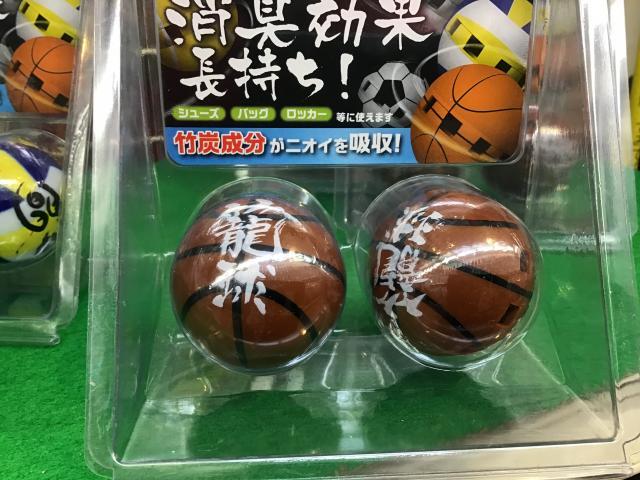 消臭効果
長持ち!
シューズ バッグ ロッカー 等に使えます
竹炭成分がニオイを吸収!
籠球